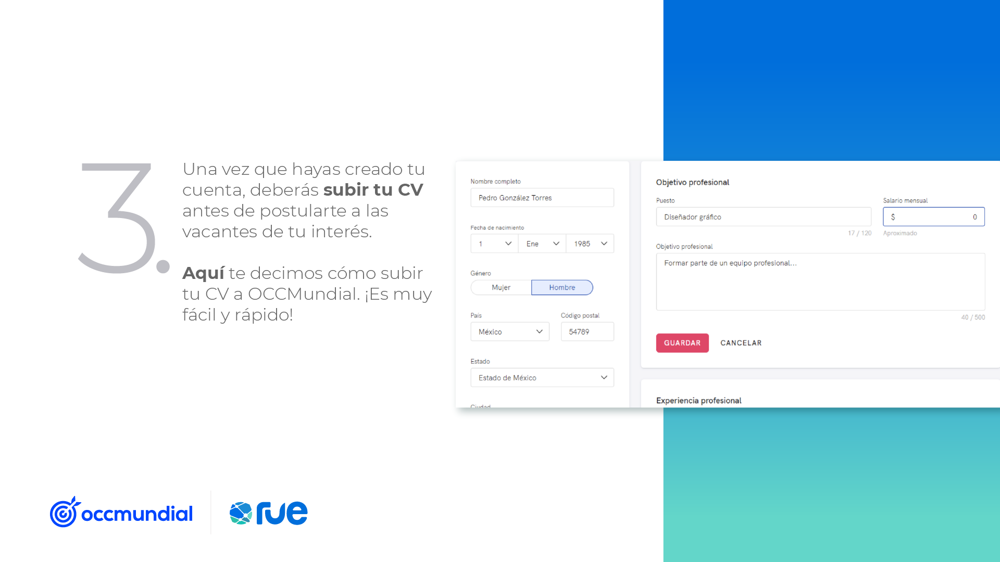 3.
Una vez que hayas creado tu
cuenta, deberás subir tu CV
antes de postularte a las
vacantes de tu interés.
Aquí te decimos cómo subir
tu CV a OCCMundial. ¡Es muy
fácil y rápido!
Nombre completo
Pedro González Torres
Fecha de nacimiento
1 Ene 1985
Género
Mujer Hombre
País Código postal
México 54789
Estado
Estado de México
Ciudad
Objetivo profesional
Puesto Salario mensual
Diseñador gráfico $ 0
17 / 120 Aproximado
Objetivo profesional
Formar parte de un equipo profesional...
40 / 500
GUARDAR CANCELAR
Experiencia profesional
occmundial rue